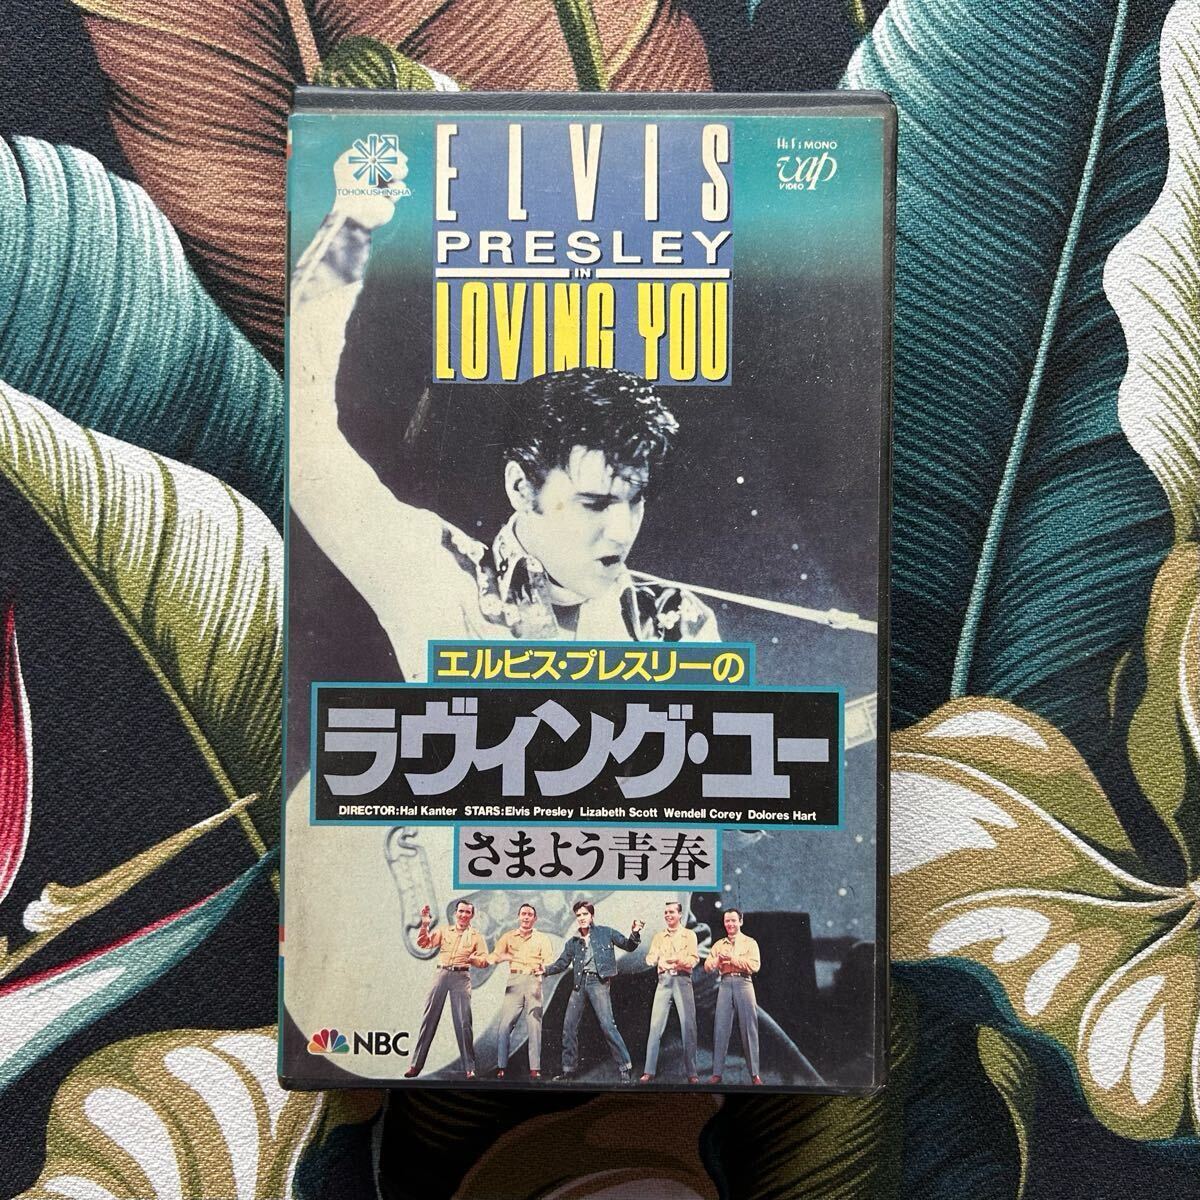 TOHOKUSHINSHA
ELVIS
PRESLEY
IN
LOVING YOU
Hi Fi MONO
vap
VIDEO
エルビス・プレスリーの
ラヴィング・ユー
DIRECTOR:Hal Kanter STARS:Elvis Presley Lizabeth Scott Wendell Corey Dolores Hart
さまよう青春
NBC